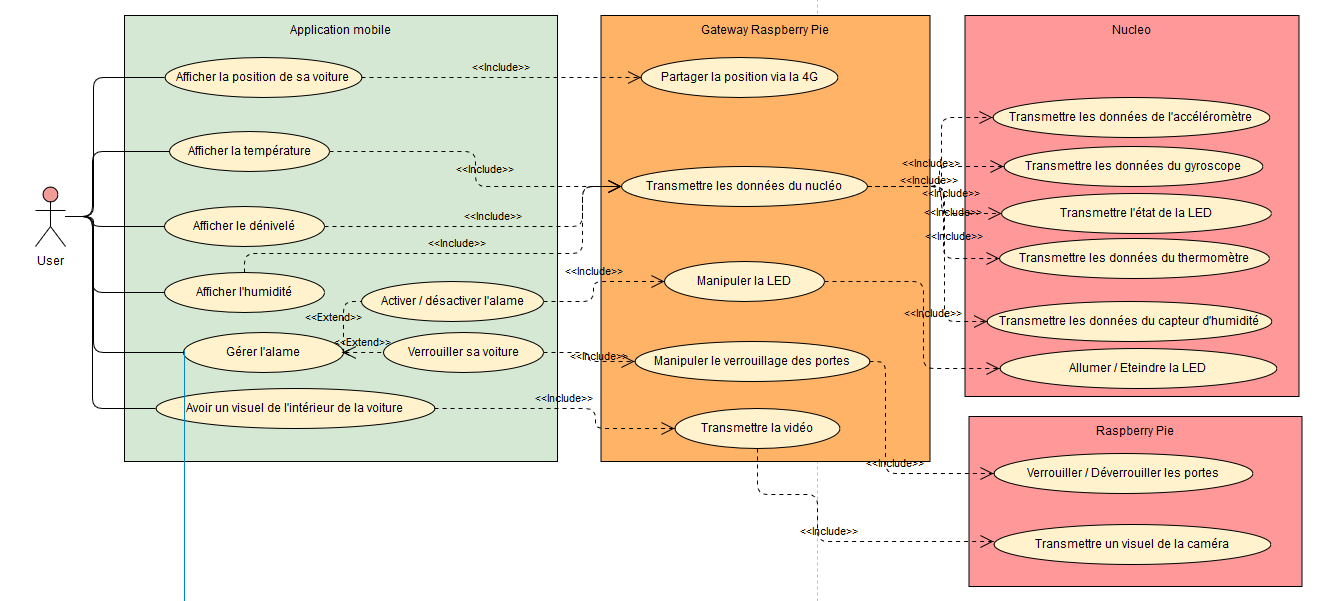 Application mobile
Gateway Raspberry Pie
Nucleo
Afficher la position de sa voiture
<<Include>>
Partager la position via la 4G
Transmettre les données de l'accéléromètre
Afficher la température
<<Include>>
<<Include>>
Transmettre les données du gyroscope
Transmettre les données du nucléo
<<Include>>
<<Include>>
Afficher le dénivelé
<<Include>>
<<Include>>
Transmettre l'état de la LED
<<Include>>
<<Include>>
Transmettre les données du thermomètre
User
<<Include>>
Manipuler la LED
Afficher l'humidité
Activer / désactiver l'alame
<<Extend>>
<<Include>>
Transmettre les données du capteur d'humidité
<<Extend>>
Gérer l'alame
Verrouiller sa voiture
<<Include>>
Manipuler le verrouillage des portes
Allumer / Eteindre la LED
Avoir un visuel de l'intérieur de la voiture
<<Include>>
Transmettre la vidéo
Raspberry Pie
<<Include>>
Verrouiller / Déverrouiller les portes
<<Include>>
Transmettre un visuel de la caméra